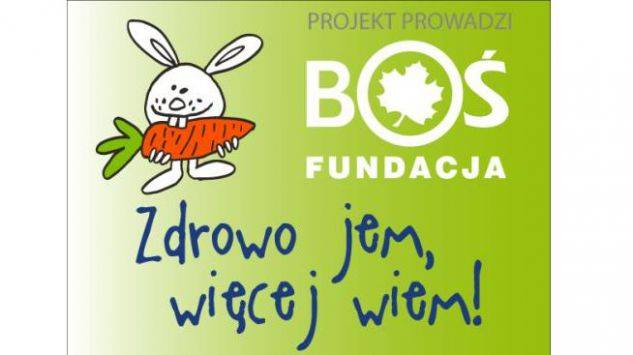 PROJEKT PROWADZI
BOŚ
FUNDACJA
Zdrowo jem,
więcej wiem!